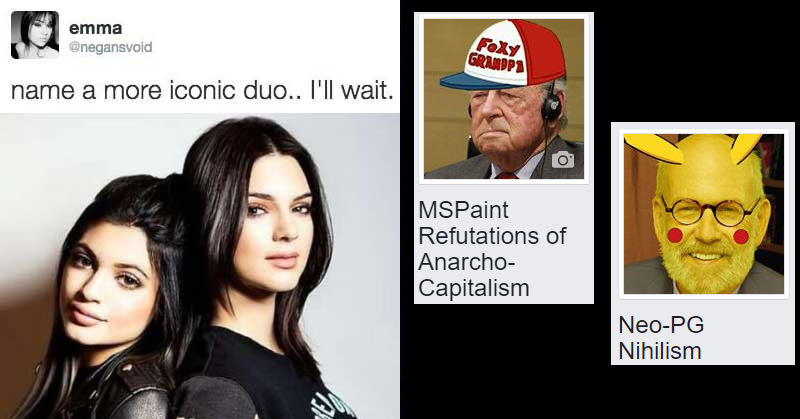 emma
@negansvoid
name a more iconic duo.. I'll wait.
FOXY
GRANDPA
MSPaint
Refutations of
Anarcho-
Capitalism
Neo-PG
Nihilism